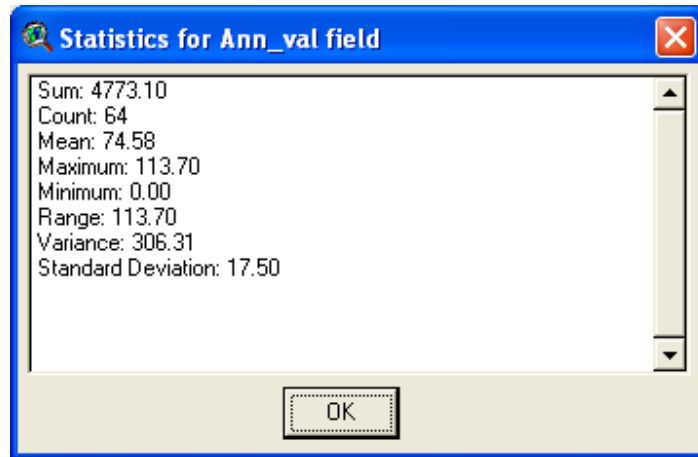 Statistics for Ann_val field
Sum: 4773.10
Count: 64
Mean: 74.58
Maximum: 113.70
Minimum: 0.00
Range: 113.70
Variance: 306.31
Standard Deviation: 17.50
OK